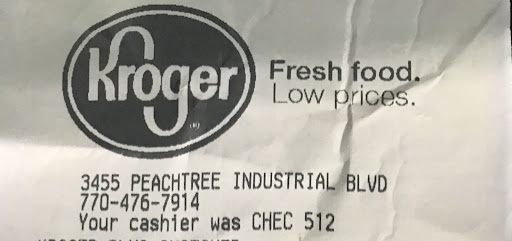 Kroger
Fresh food.
Low prices.
3455 PEACHTREE INDUSTRIAL BLVD
770-476-7914
Your cashier was CHEC 512